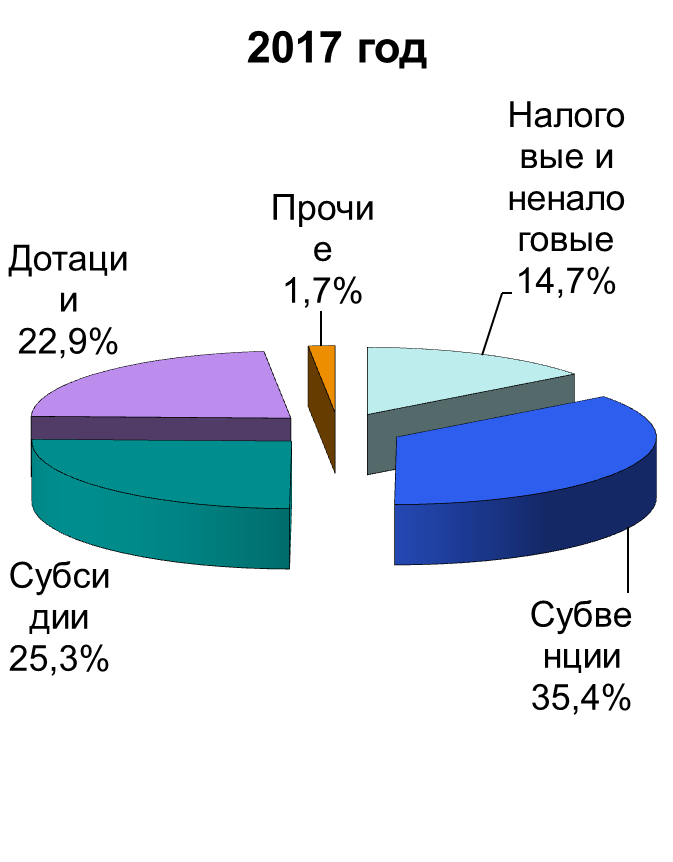 2017 год
Налого
вые и
ненало
говые
14,7%
Прочи
е
1,7%
Дотаци
и
22,9%
Субси
дии
25,3%
Субве
нции
35,4%